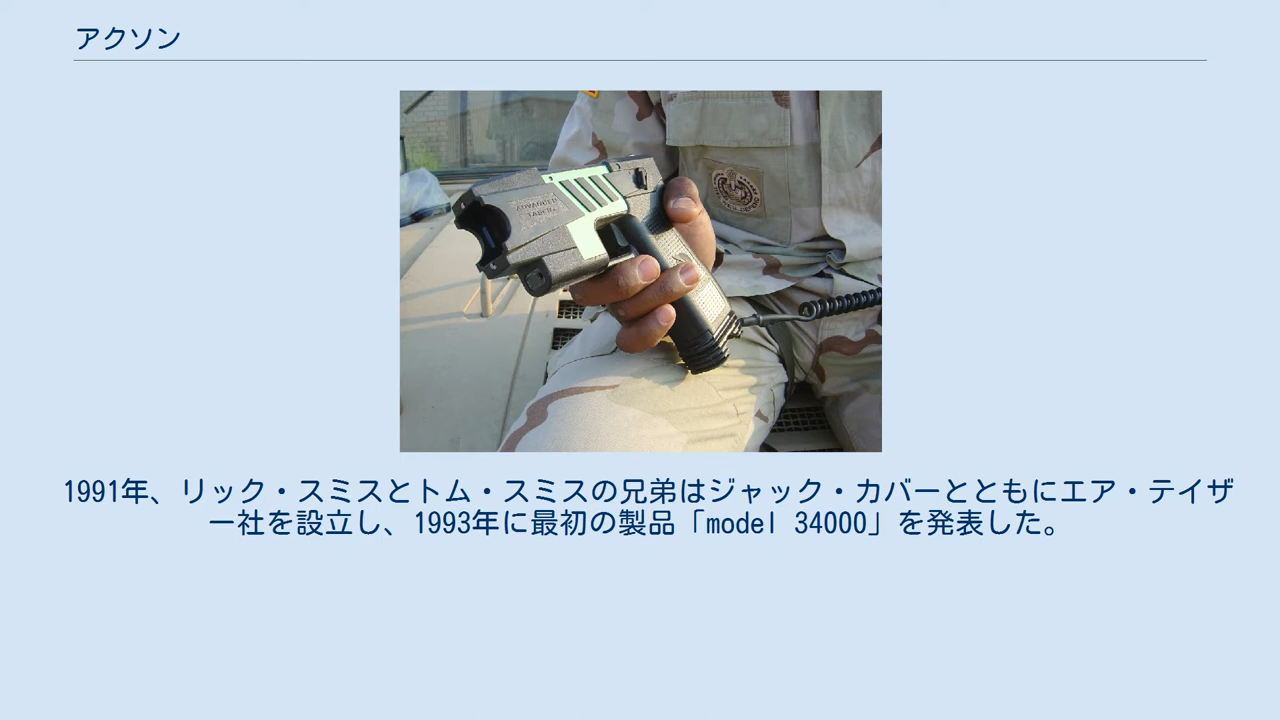 アクソン
ADVANCED
TASER
1991年、リック・スミスとトム・スミスの兄弟はジャック・カバーとともにエア・テイザ
ー社を設立し、1993年に最初の製品「model 34000」を発表した。